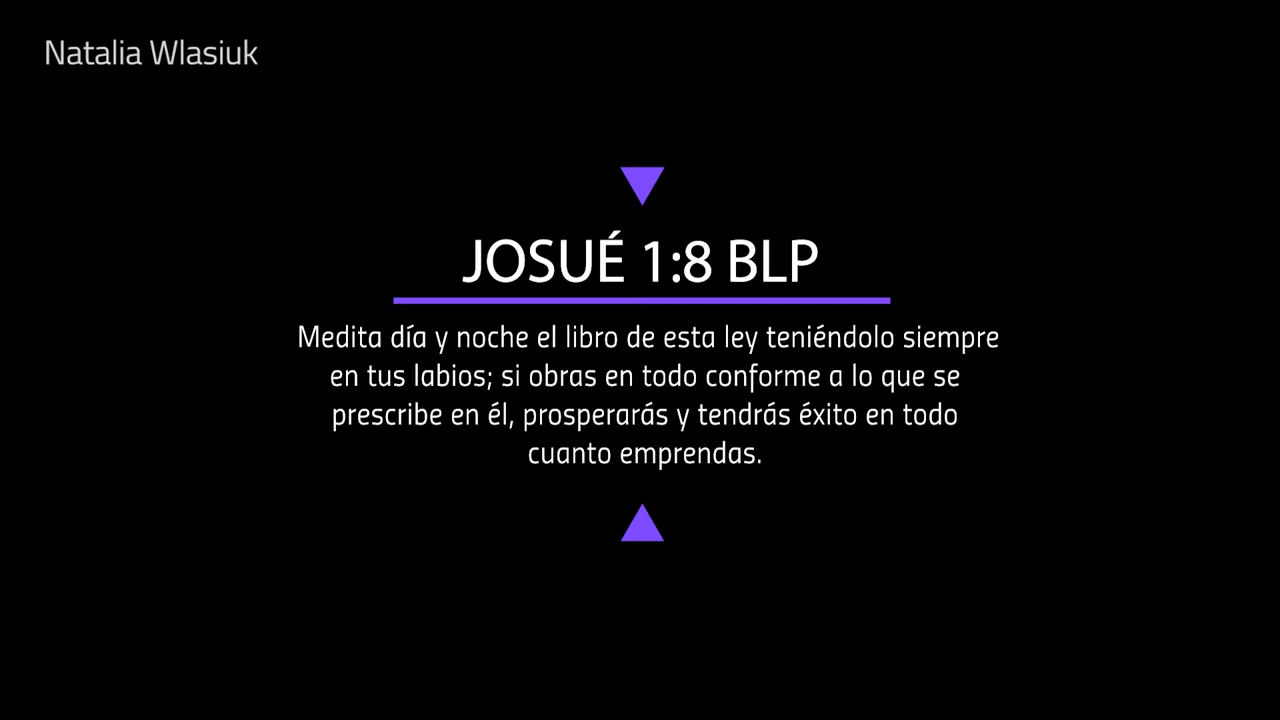 Natalia Wlasiuk
JOSUÉ 1:8 BLP
Medita día y noche el libro de esta ley teniéndolo siempre
en tus labios; si obras en todo conforme a lo que se
prescribe en él, prosperarás y tendrás éxito en todo
cuanto emprendas.